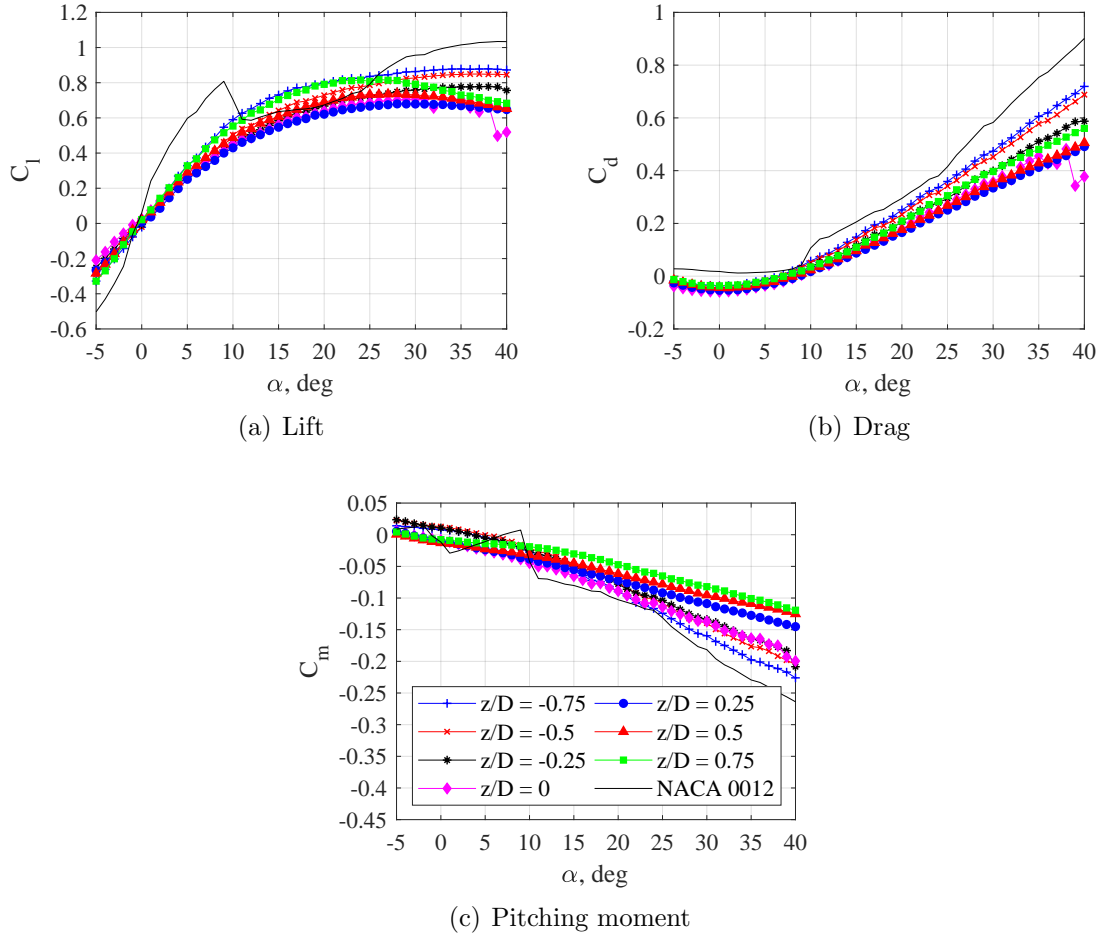 1.2
1
0.8
0.6
0.4
0.2
0
-0.2
-0.4
-0.6
C_l
-5 0 5 10 15 20 25 30 35 40
α, deg
(a) Lift
1
0.8
0.6
0.4
0.2
0
-0.2
C_d
-5 0 5 10 15 20 25 30 35 40
α, deg
(b) Drag
0.05
0
-0.05
-0.1
-0.15
-0.2
-0.25
-0.3
-0.35
-0.4
-0.45
C_m
z/D = -0.75 z/D = 0.25
z/D = -0.5 z/D = 0.5
z/D = -0.25 z/D = 0.75
z/D = 0 NACA 0012
-5 0 5 10 15 20 25 30 35 40
α, deg
(c) Pitching moment